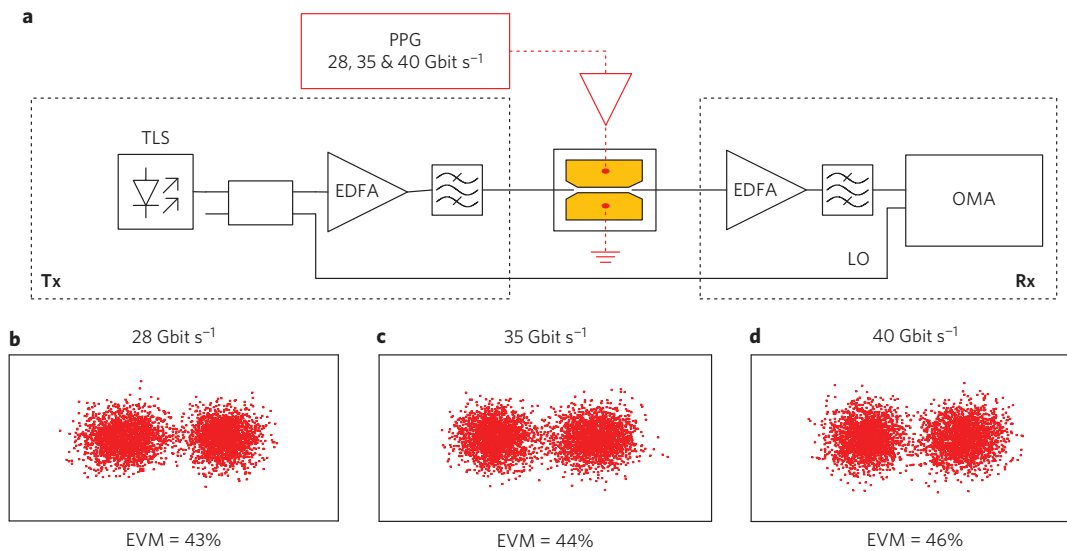 a
PPG
28, 35 & 40 Gbit s⁻¹
TLS
EDFA
EDFA
OMA
LO
Tx
Rx
b
28 Gbit s⁻¹
c
35 Gbit s⁻¹
d
40 Gbit s⁻¹
EVM = 43%
EVM = 44%
EVM = 46%